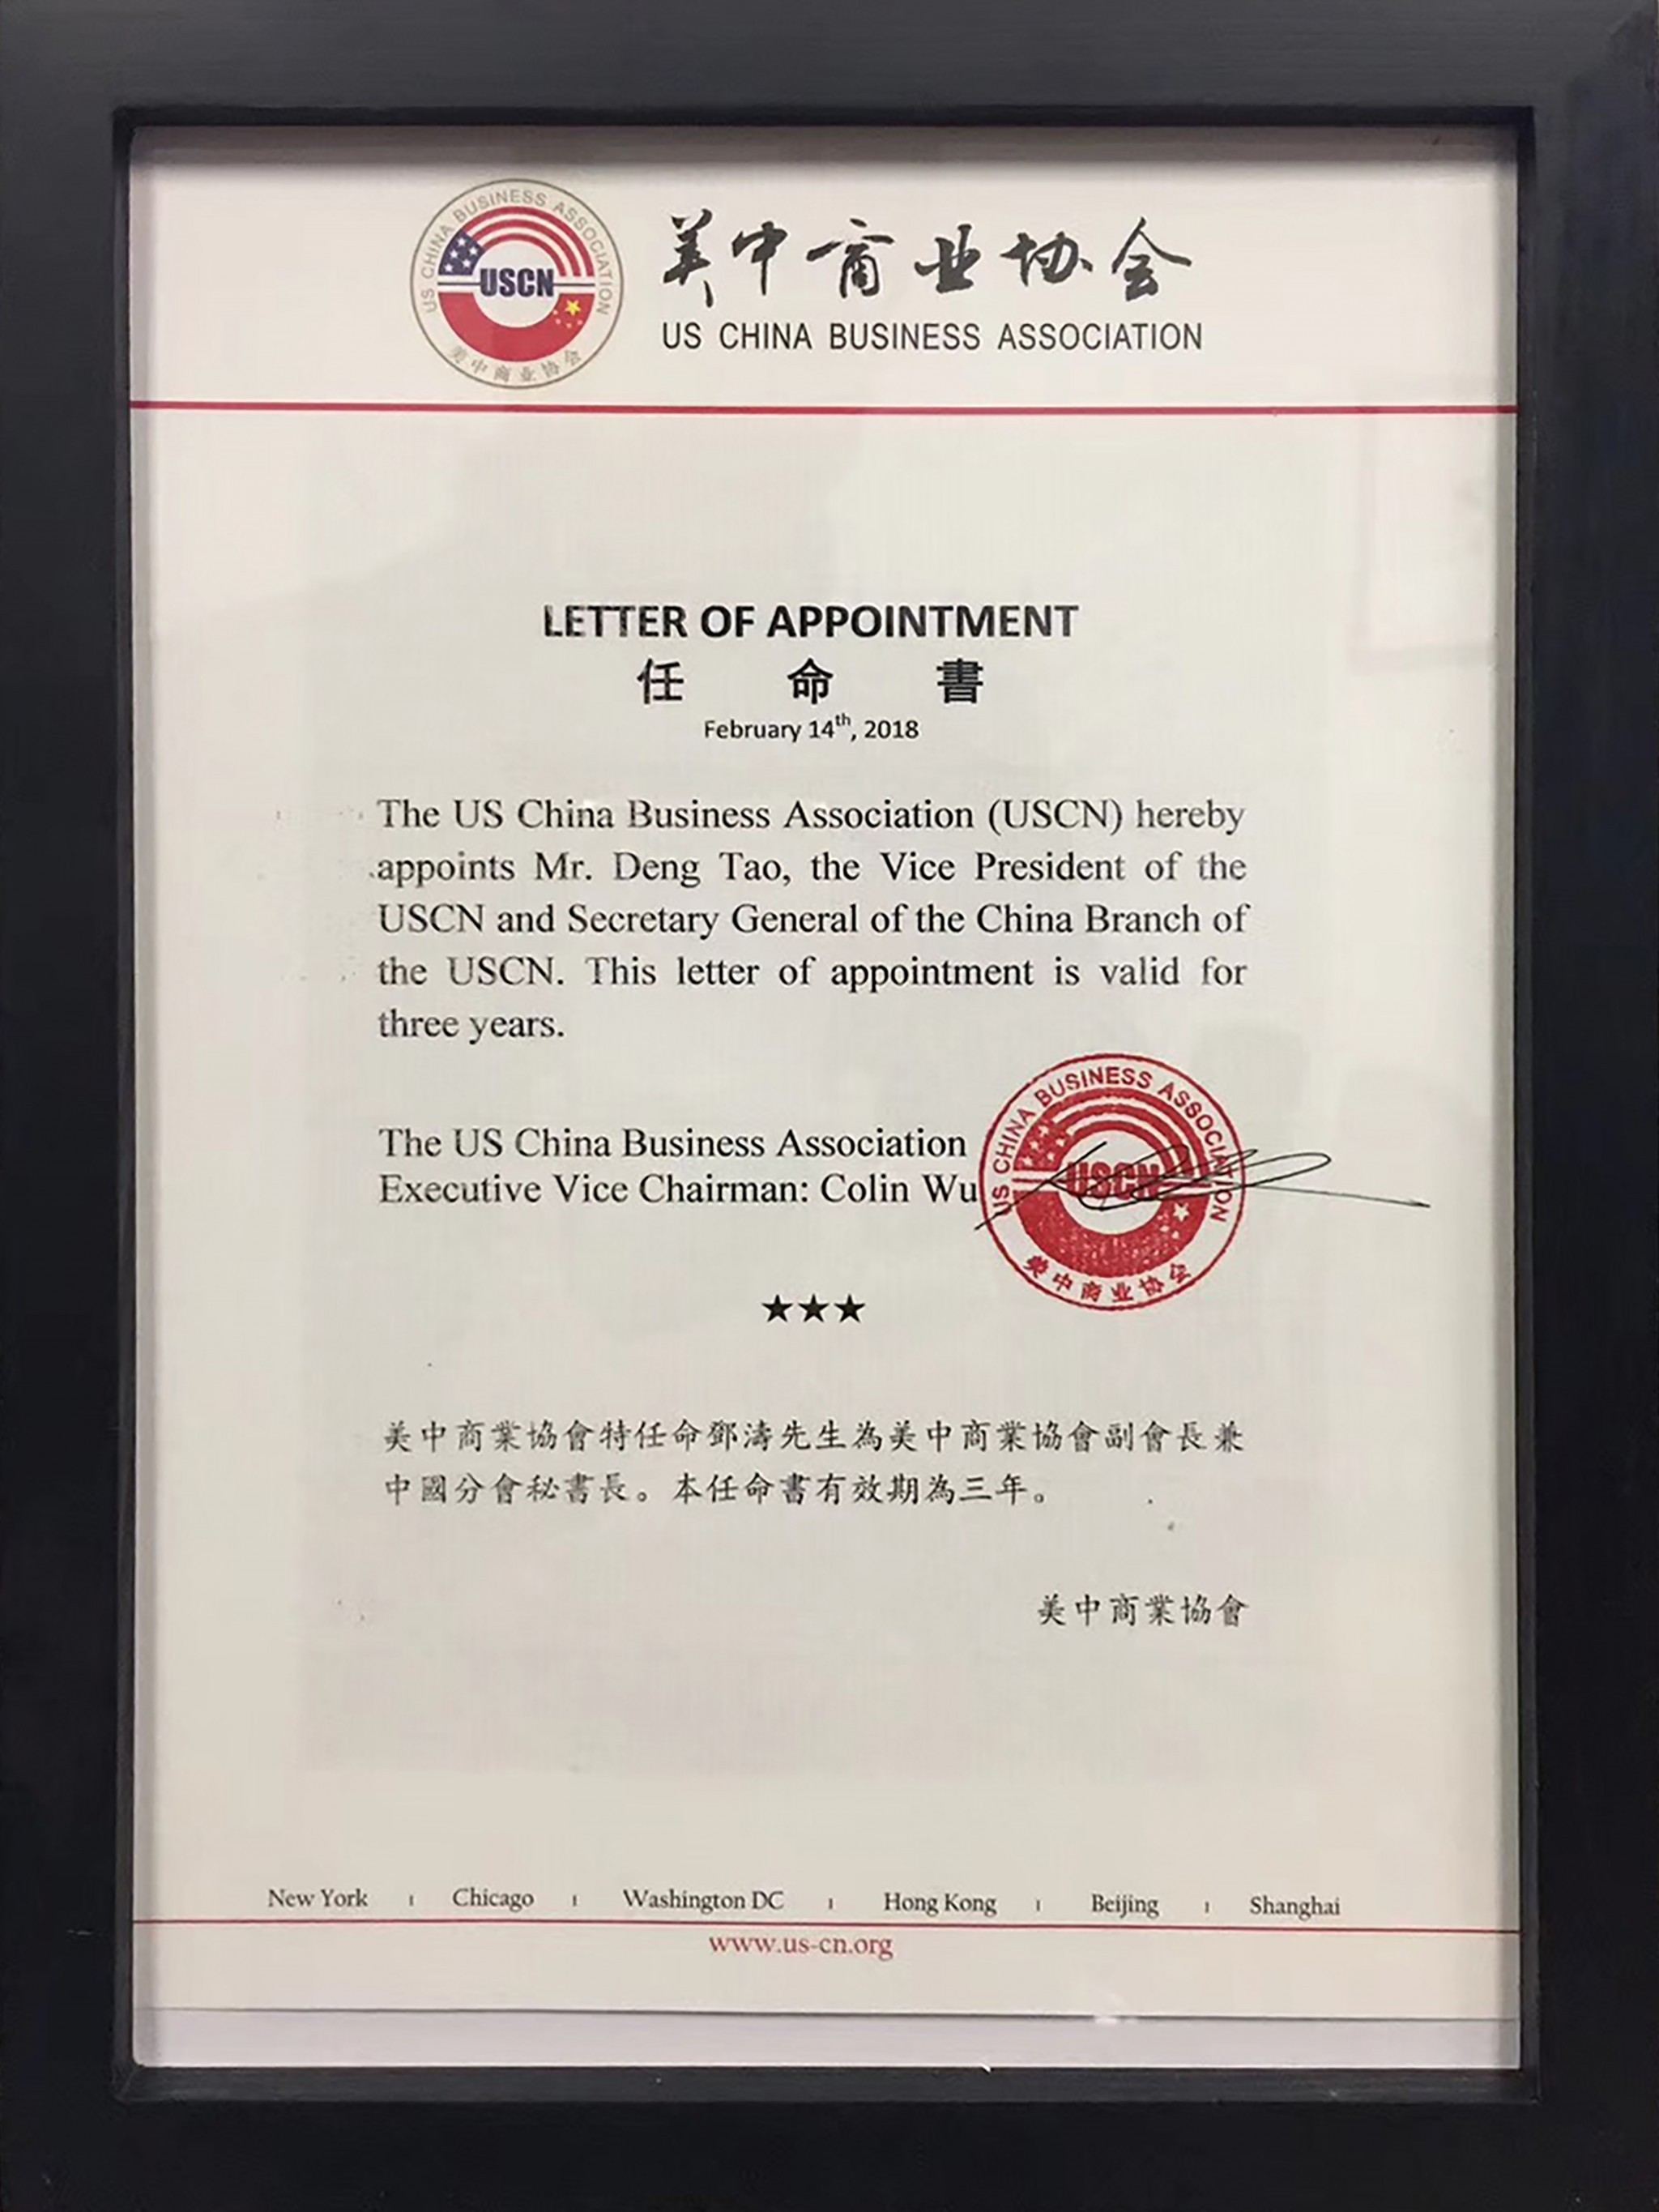 US CHINA BUSINESS ASSOCIATION
USCN
美中商业协会
美中商业协会
US CHINA BUSINESS ASSOCIATION
LETTER OF APPOINTMENT
任 命 書
February 14th, 2018
The US China Business Association (USCN) hereby
appoints Mr. Deng Tao, the Vice President of the
USCN and Secretary General of the China Branch of
the USCN. This letter of appointment is valid for
three years.
The US China Business Association
Executive Vice Chairman: Colin Wu
US CHINA BUSINESS ASSOCIATION
USCN
美中商业协会
★★★
美中商業協會特任命鄧濤先生為美中商業協會副會長兼
中國分會秘書長。本任命書有效期為三年。
美中商業協會
New York ı Chicago ı Washington DC ı Hong Kong ı Beijing ı Shanghai
www.us-cn.org